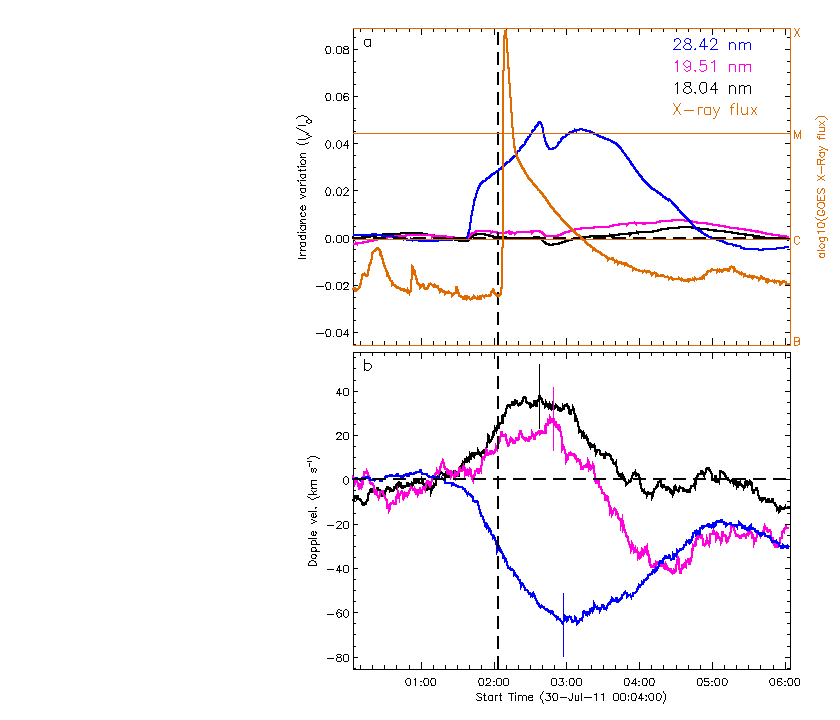 a
28.42 nm
19.51 nm
18.04 nm
X-ray flux
0.08
0.06
0.04
0.02
0.00
-0.02
-0.04
Irradiance variation (Iᵥ/I₀)
X
M
C
B
alog10(GOES X-Ray flux)
b
40
20
0
-20
-40
-60
-80
Dopple vel. (km s⁻¹)
01:00 02:00 03:00 04:00 05:00 06:00
Start Time (30-Jul-11 00:04:00)